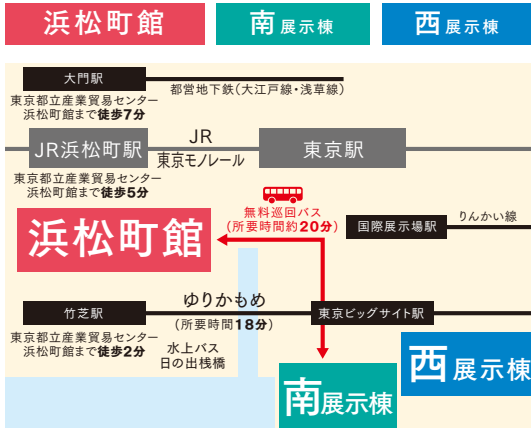 浜松町館
南展示棟
西展示棟
大門駅
都営地下鉄(大江戸線・浅草線)
東京都立産業貿易センター
浜松町館まで徒歩7分
JR浜松町駅
JR
東京モノレール
東京駅
東京都立産業貿易センター
浜松町館まで徒歩5分
無料巡回バス
(所要時間約20分)
浜松町館
国際展示場駅
りんかい線
竹芝駅
ゆりかもめ
(所要時間18分)
東京ビッグサイト駅
東京都立産業貿易センター
浜松町館まで徒歩2分
水上バス
日の出桟橋
西展示棟
南展示棟